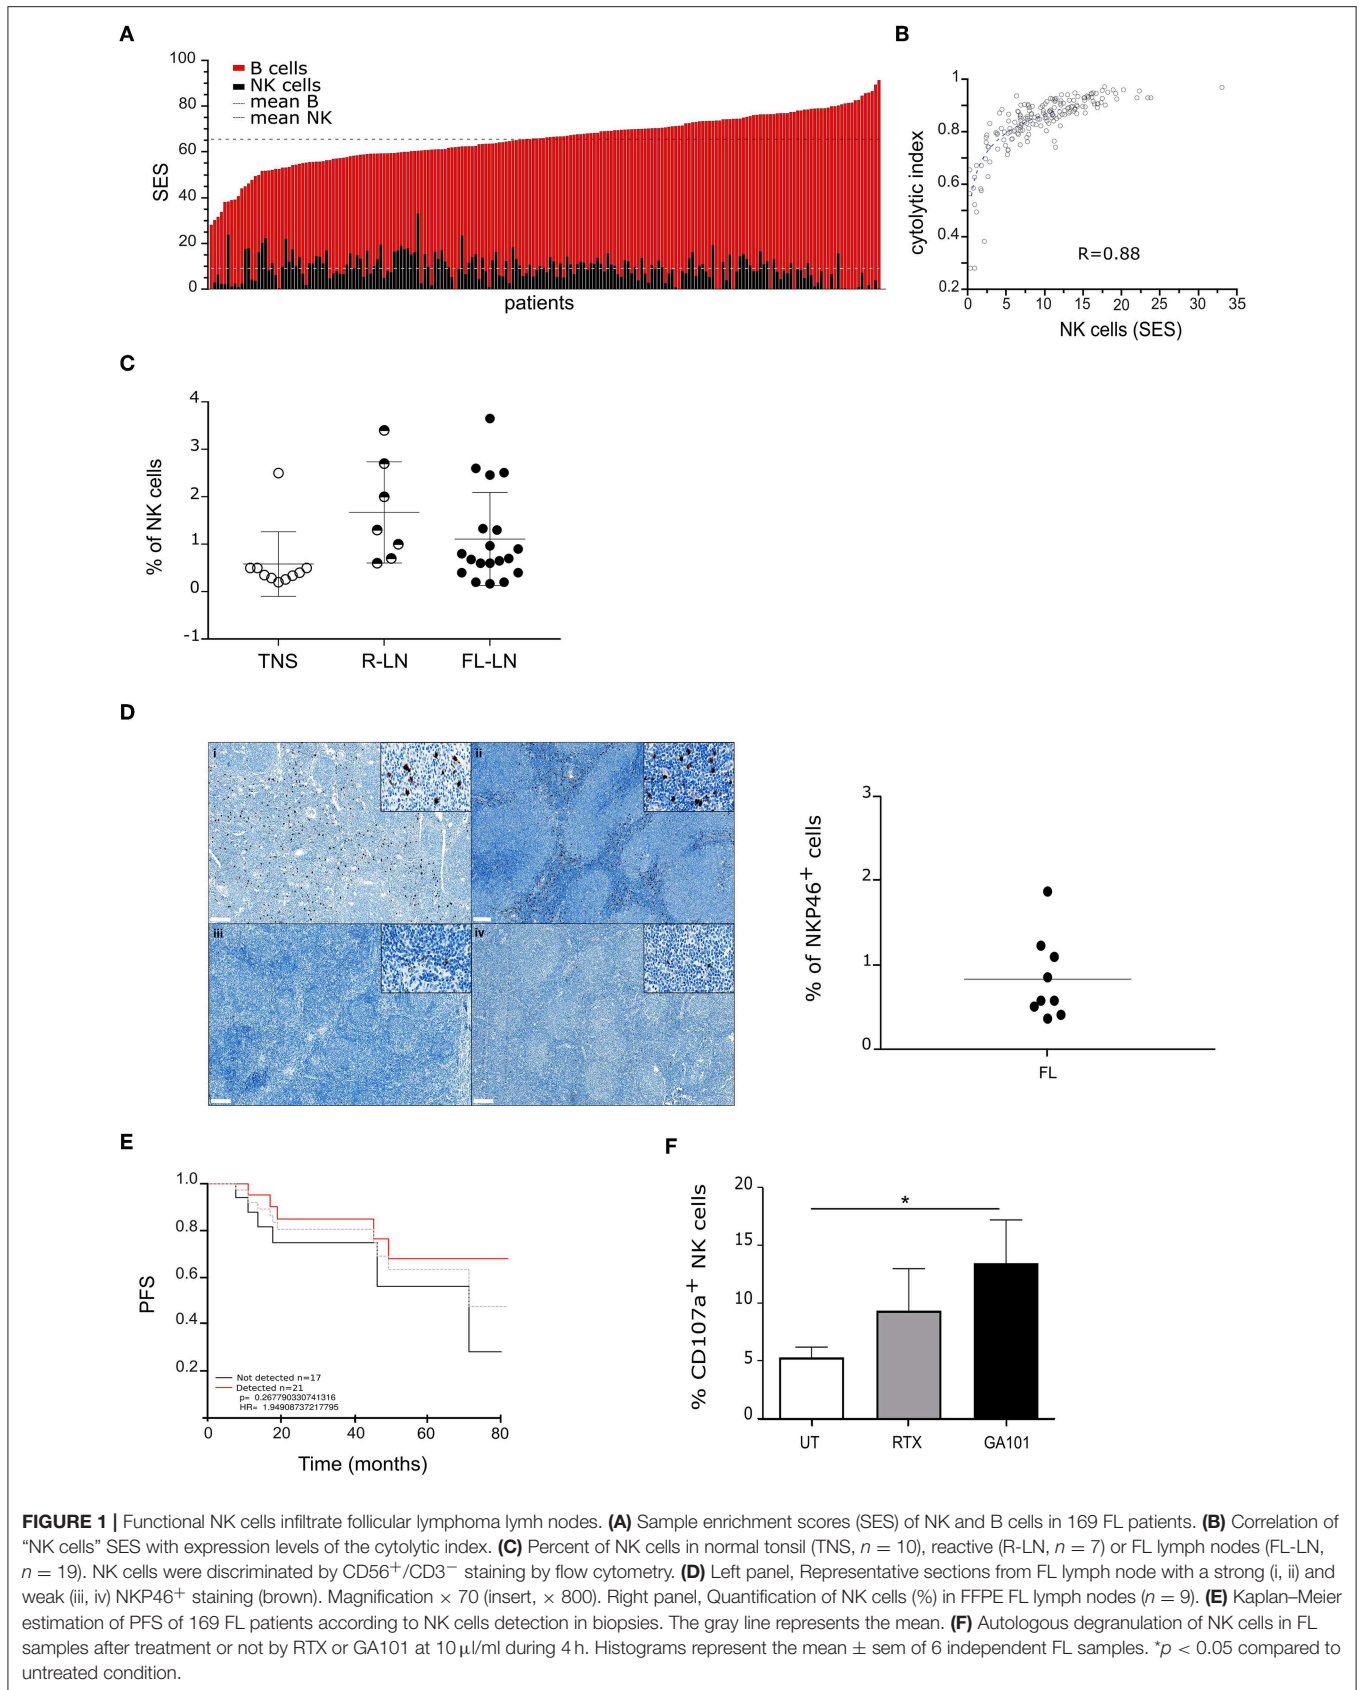 A
100
80
60
40
20
0
SES
B cells
NK cells
mean B
mean NK
patients
B
1
0.8
0.6
0.4
0.2
cytolytic index
R=0.88
0 5 10 15 20 25 30 35
NK cells (SES)
C
4
3
2
1
0
-1
% of NK cells
TNS R-LN FL-LN
D
i
ii
iii
iv
3
2
1
0
% of NKP46+ cells
FL
E
1.0
0.8
0.6
0.4
0.2
PFS
Not detected n=17
Detected n=21
p= 0.267790330741316
HR= 1.94908737217795
0 20 40 60 80
Time (months)
F
20
15
10
5
0
% CD107a+ NK cells
*
UT RTX GA101
FIGURE 1 | Functional NK cells infiltrate follicular lymphoma lymh nodes. (A) Sample enrichment scores (SES) of NK and B cells in 169 FL patients. (B) Correlation of
“NK cells” SES with expression levels of the cytolytic index. (C) Percent of NK cells in normal tonsil (TNS, n = 10), reactive (R-LN, n = 7) or FL lymph nodes (FL-LN,
n = 19). NK cells were discriminated by CD56+/CD3− staining by flow cytometry. (D) Left panel, Representative sections from FL lymph node with a strong (i, ii) and
weak (iii, iv) NKP46+ staining (brown). Magnification × 70 (insert, × 800). Right panel, Quantification of NK cells (%) in FFPE FL lymph nodes (n = 9). (E) Kaplan–Meier
estimation of PFS of 169 FL patients according to NK cells detection in biopsies. The gray line represents the mean. (F) Autologous degranulation of NK cells in FL
samples after treatment or not by RTX or GA101 at 10 μl/ml during 4 h. Histograms represent the mean ± sem of 6 independent FL samples. *p < 0.05 compared to
untreated condition.